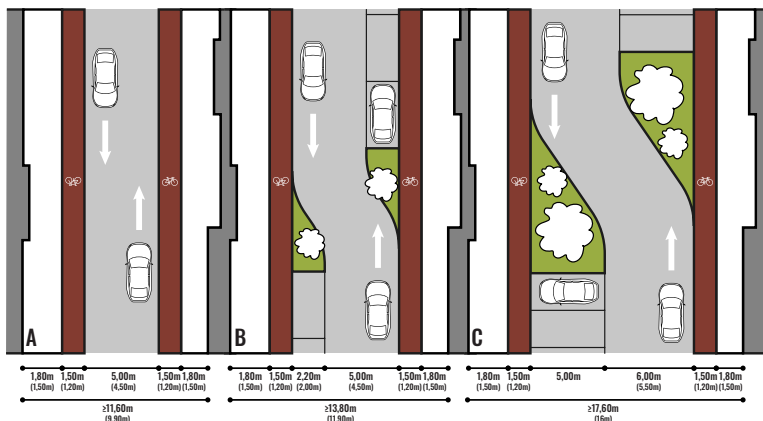 A
B
C
1,80m 1,50m 5,00m 1,50m 1,80m
(1,50m) (1,20m) (4,50m) (1,20m) (1,50m)
≥11,60m
(9,90m)
1,80m 1,50m 2,20m 5,00m 1,50m 1,80m
(1,50m) (1,20m) (2,00m) (4,50m) (1,20m) (1,50m)
≥13,80m
(11,90m)
1,80m 1,50m 5,00m 6,00m 1,50m 1,80m
(1,50m) (1,20m) (5,50m) (1,20m) (1,50m)
≥17,60m
(16m)